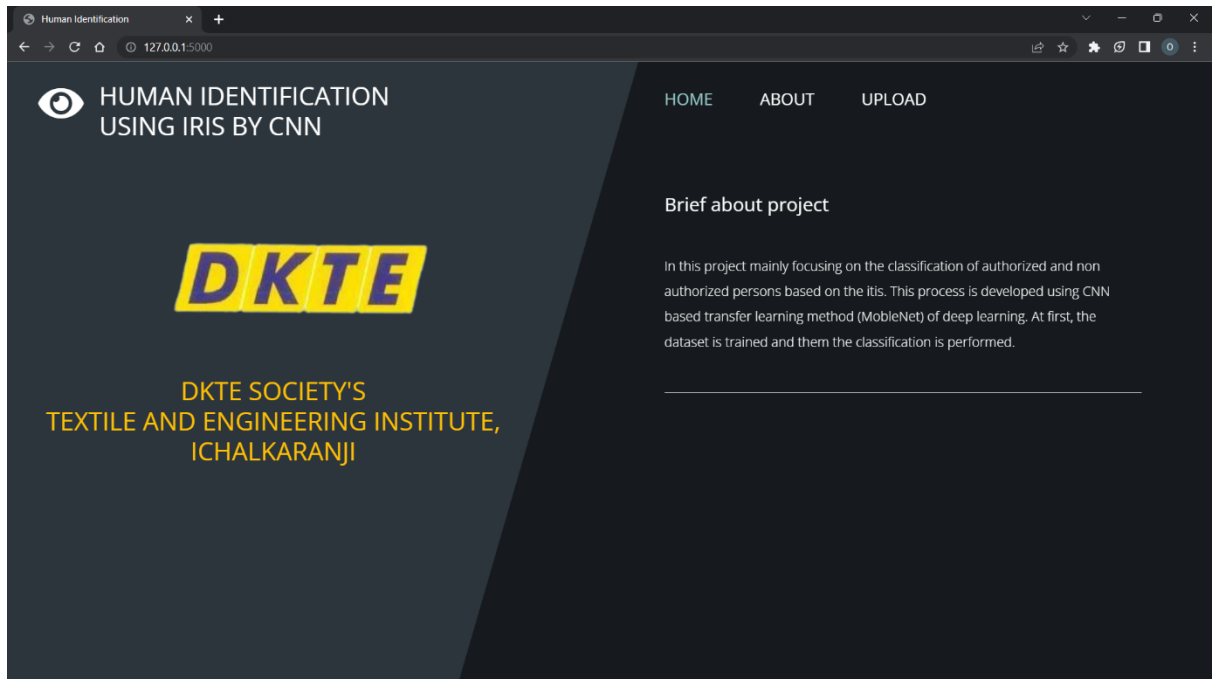 Human Identification
127.0.0.1:5000
O
HUMAN IDENTIFICATION
USING IRIS BY CNN
HOME ABOUT UPLOAD
DKTE
DKTE SOCIETY'S
TEXTILE AND ENGINEERING INSTITUTE,
ICHALKARANJI
Brief about project
In this project mainly focusing on the classification of authorized and non
authorized persons based on the itis. This process is developed using CNN
based transfer learning method (MobleNet) of deep learning. At first, the
dataset is trained and them the classification is performed.